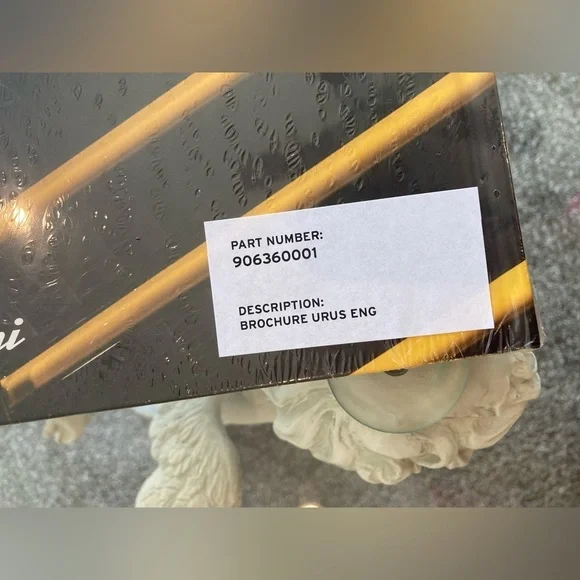 PART NUMBER:
906360001
DESCRIPTION:
BROCHURE URUS ENG